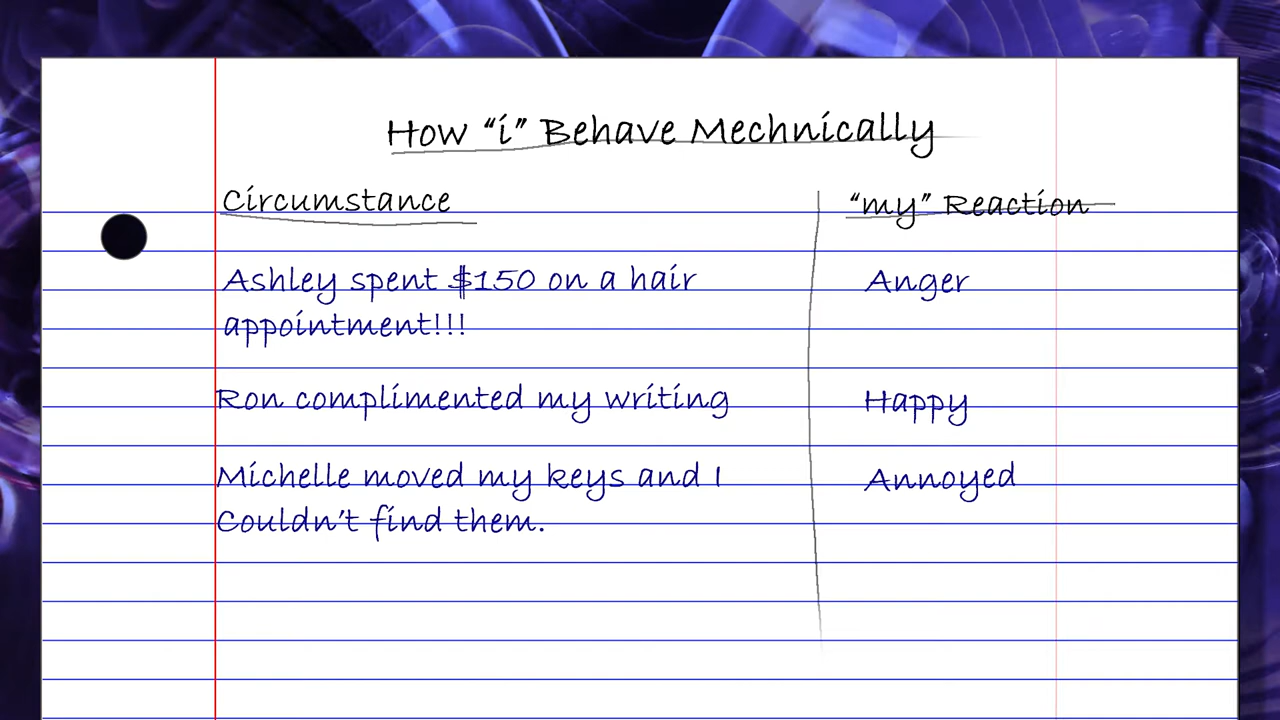 How “i” Behave Mechnically
Circumstance “my” Reaction
Ashley spent $150 on a hair Anger
appointment!!!
Ron complimented my writing Happy
Michelle moved my keys and I Annoyed
Couldn’t find them.